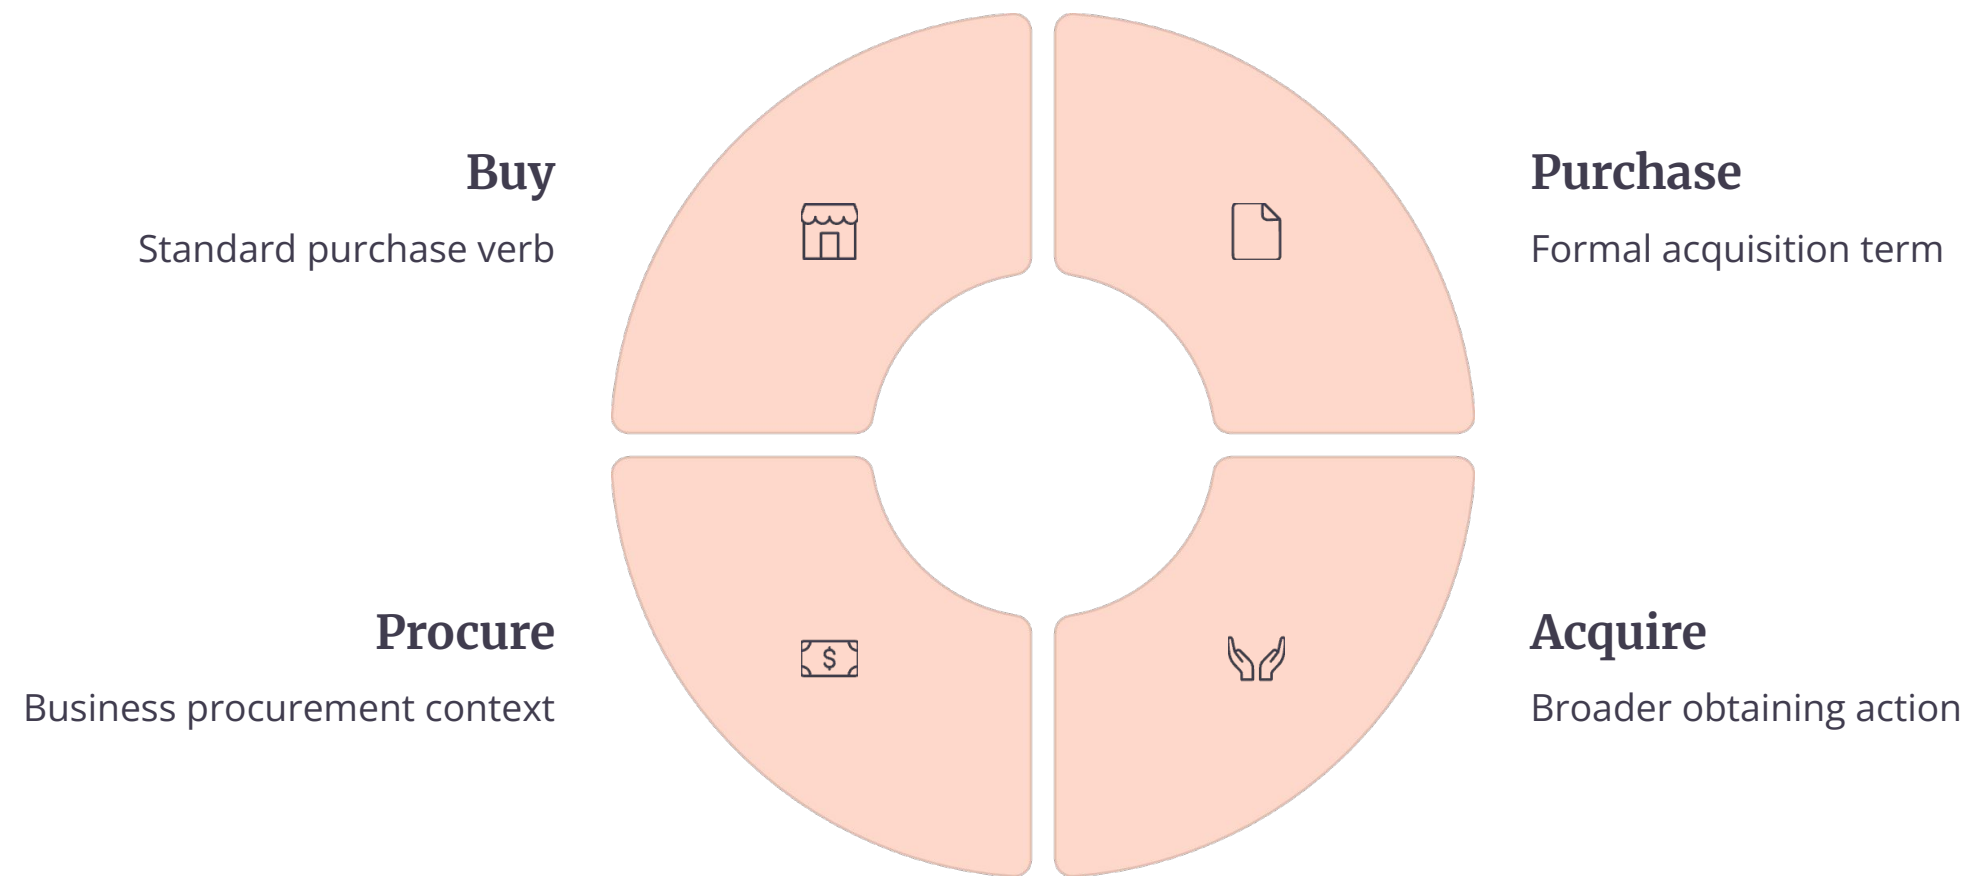 Buy
Standard purchase verb
Purchase
Formal acquisition term
Procure
Business procurement context
$
Acquire
Broader obtaining action